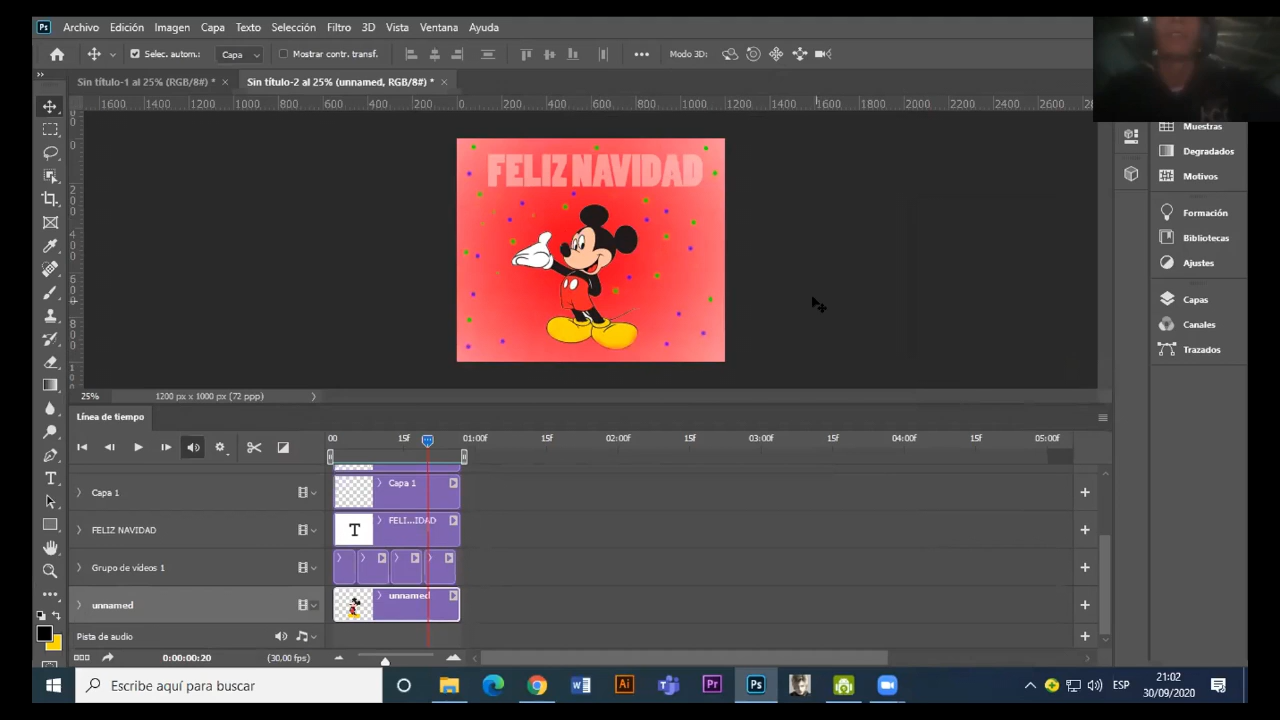 Ps Archivo Edición Imagen Capa Texto Selección Filtro 3D Vista Ventana Ayuda
Selec. autom.: Capa Mostrar contr. transf. Modo 3D:
Sin título-1 al 25% (RGB/8#) * × Sin título-2 al 25% (unnamed, RGB/8#) * ×
1600 1400 1200 1000 800 600 400 200 0 200 400 600 800 1000 1200 1400 1600 1800 2000 2200 2400 2600
FELIZ NAVIDAD
Muestras
Degradados
Motivos
Formación
Bibliotecas
Ajustes
Capas
Canales
Trazados
25% 1200 px x 1000 px (72 ppp)
Línea de tiempo
00 15f 01:00f 15f 02:00f 15f 03:00f 15f 04:00f 15f 05:00f
Capa 1 Capa 1
FELIZ NAVIDAD T FELI...IDAD
Grupo de vídeos 1
unnamed unnamed
Pista de audio
0:00:00:20 (30,00 fps)
Escribe aquí para buscar Ai Pr Ps ESP 21:02
30/09/2020